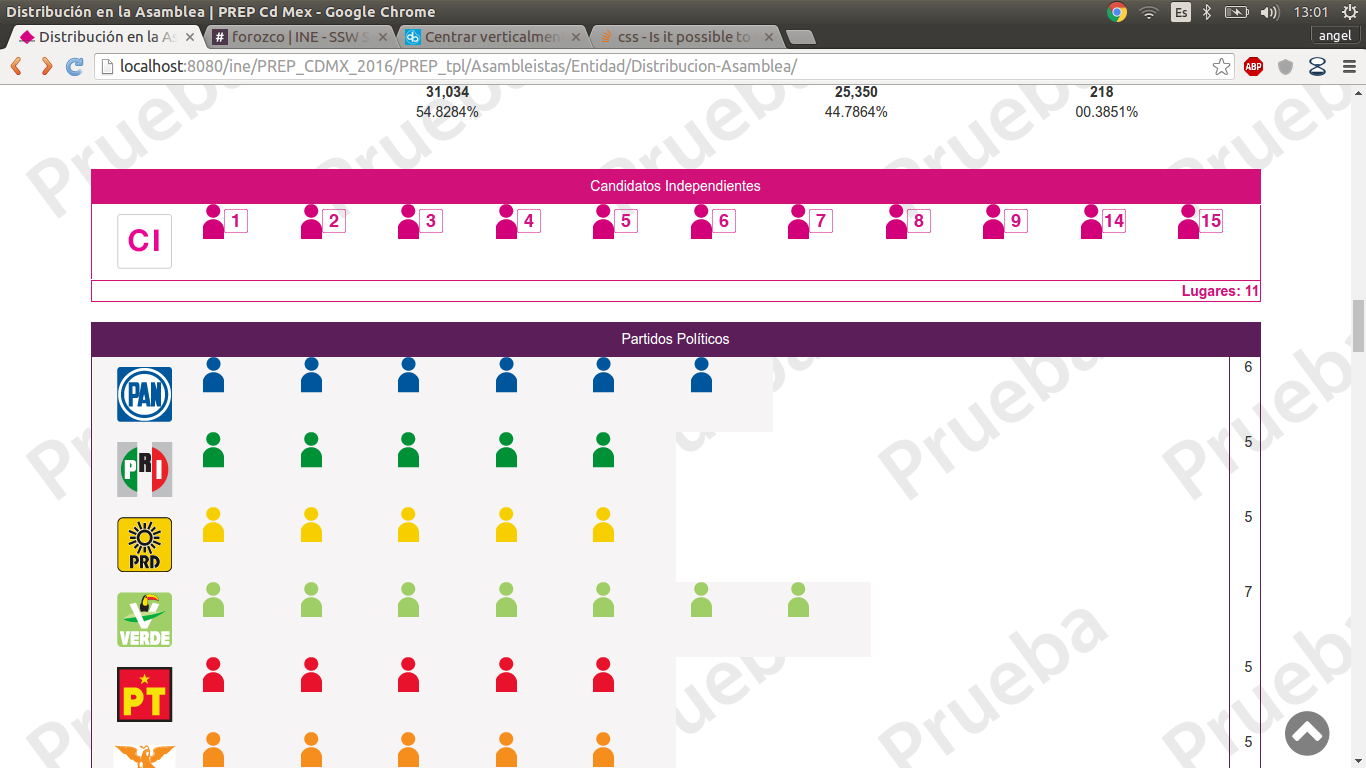 Distribución en la Asamblea | PREP Cd Mex - Google Chrome
Es
13:01
Distribución en la As
forozco | INE - SSW S
Centrar verticalmen
css - Is it possible to
angel
localhost:8080/ine/PREP_CDMX_2016/PREP_tpl/Asambleistas/Entidad/Distribucion-Asamblea/
ABP
31,034 25,350 218
54.8284% 44.7864% 00.3851%
Candidatos Independientes
CI 1 2 3 4 5 6 7 8 9 14 15
Lugares: 11
Partidos Políticos
PAN 6
PRI 5
PRD 5
VERDE 7
PT 5
5
Prueba
Prueba
Prueba
Prueba
Prueba
Prueba
Prueba
Prueba
Prueba
Prueba